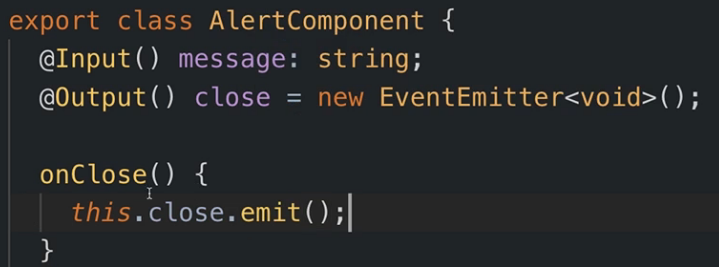 export class AlertComponent {
@Input() message: string;
@Output() close = new EventEmitter<void>();
onClose() {
this.close.emit();
}